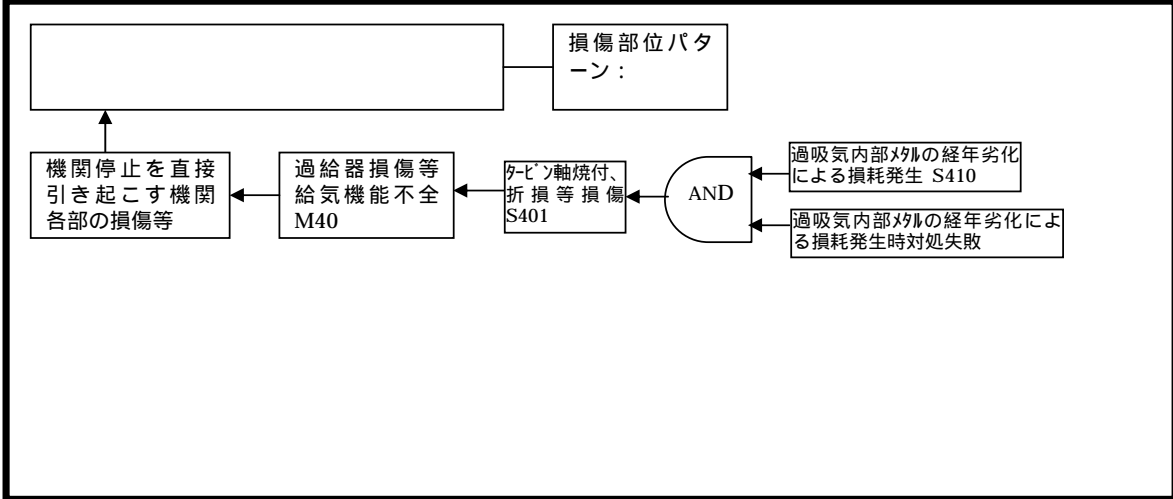 損傷部位パタ
ーン：
機関停止を直接
引き起こす機関
各部の損傷等
過給器損傷等
給気機能不全
M40
ﾀｰﾋﾞﾝ軸焼付、
折損等損傷
S401
AND
過吸気内部ﾒﾀﾙの経年劣化
による損耗発生 S410
過吸気内部ﾒﾀﾙの経年劣化によ
る損耗発生時対処失敗